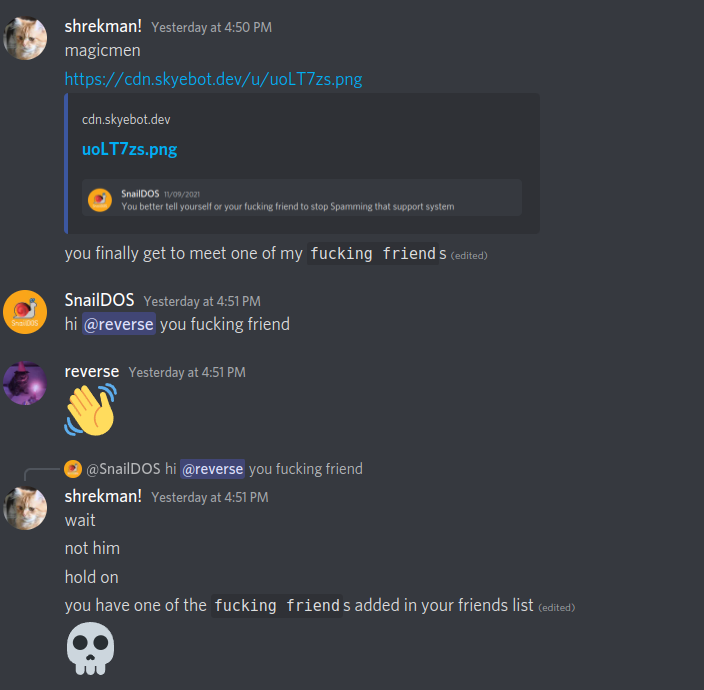 shrekman! Yesterday at 4:50 PM
magicmen
https://cdn.skyebot.dev/u/uoLT7zs.png
cdn.skyebot.dev
uoLT7zs.png
SnailDOS 11/09/2021
You better tell yourself or your fucking friend to stop Spamming that support system
you finally get to meet one of my fucking friends (edited)
SnailDOS Yesterday at 4:51 PM
SnailDOS
hi @reverse you fucking friend
reverse Yesterday at 4:51 PM
@SnailDOS hi @reverse you fucking friend
shrekman! Yesterday at 4:51 PM
wait
not him
hold on
you have one of the fucking friends added in your friends list (edited)